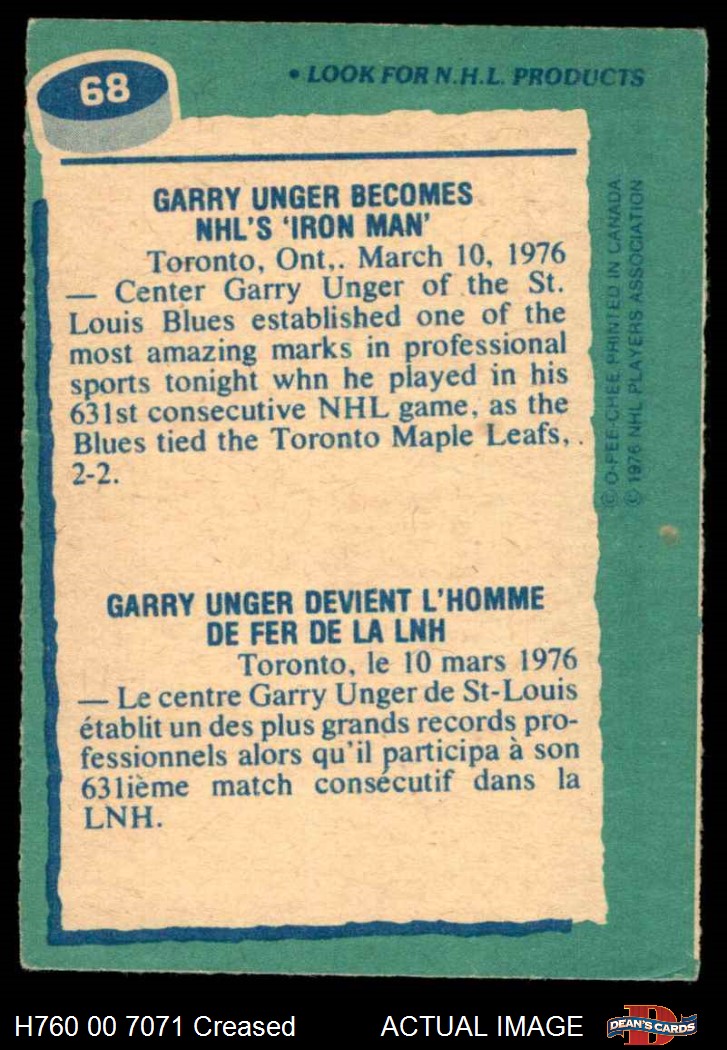 68
• LOOK FOR N.H.L. PRODUCTS
GARRY UNGER BECOMES
NHL'S 'IRON MAN'
Toronto, Ont,. March 10, 1976
— Center Garry Unger of the St.
Louis Blues established one of the
most amazing marks in professional
sports tonight whn he played in his
631st consecutive NHL game, as the
Blues tied the Toronto Maple Leafs, .
2-2.
GARRY UNGER DEVIENT L'HOMME
DE FER DE LA LNH
Toronto, le 10 mars 1976
— Le centre Garry Unger de St-Louis
établit un des plus grands records pro-
fessionnels alors qu'il participa à son
631ième match consécutif dans la
LNH.
© O-PEE-CHEE PRINTED IN CANADA
© 1976 NHL PLAYERS ASSOCIATION
H760 00 7071 Creased
ACTUAL IMAGE
D
DEAN'S CARDS